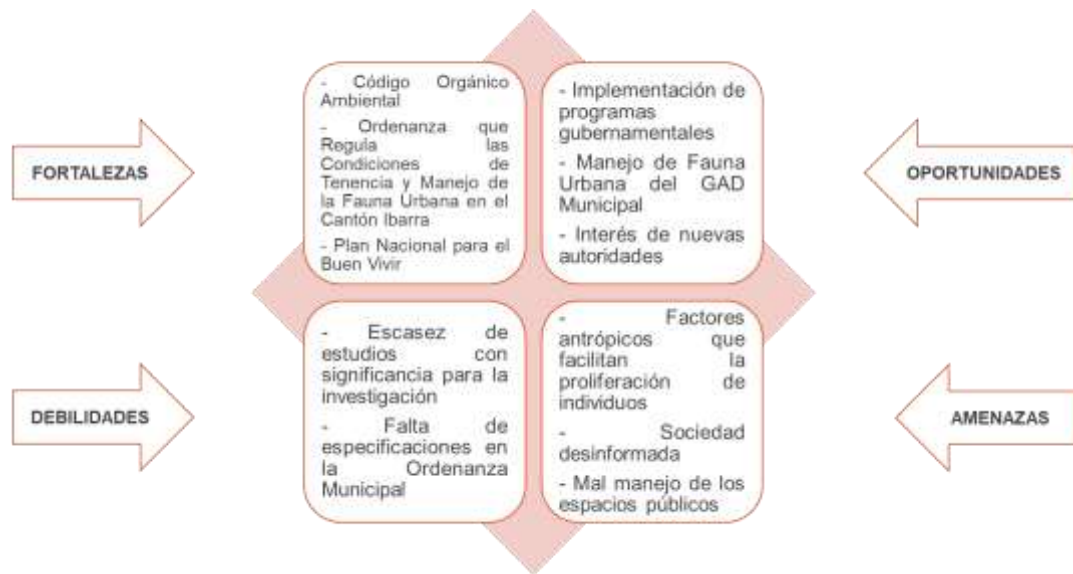 FORTALEZAS
- Código Orgánico
Ambiental
- Ordenanza que
Regula las
Condiciones de
Tenencia y Manejo de
la Fauna Urbana en el
Cantón Ibarra
- Plan Nacional para el
Buen Vivir
- Implementación de
programas
gubernamentales
- Manejo de Fauna
Urbana del GAD
Municipal
- Interés de nuevas
autoridades
OPORTUNIDADES
DEBILIDADES
- Escasez de
estudios con
significancia para la
investigación
- Falta de
especificaciones en
la Ordenanza
Municipal
- Factores
antrópicos que
facilitan la
proliferación de
individuos
- Sociedad
desinformada
- Mal manejo de los
espacios públicos
AMENAZAS